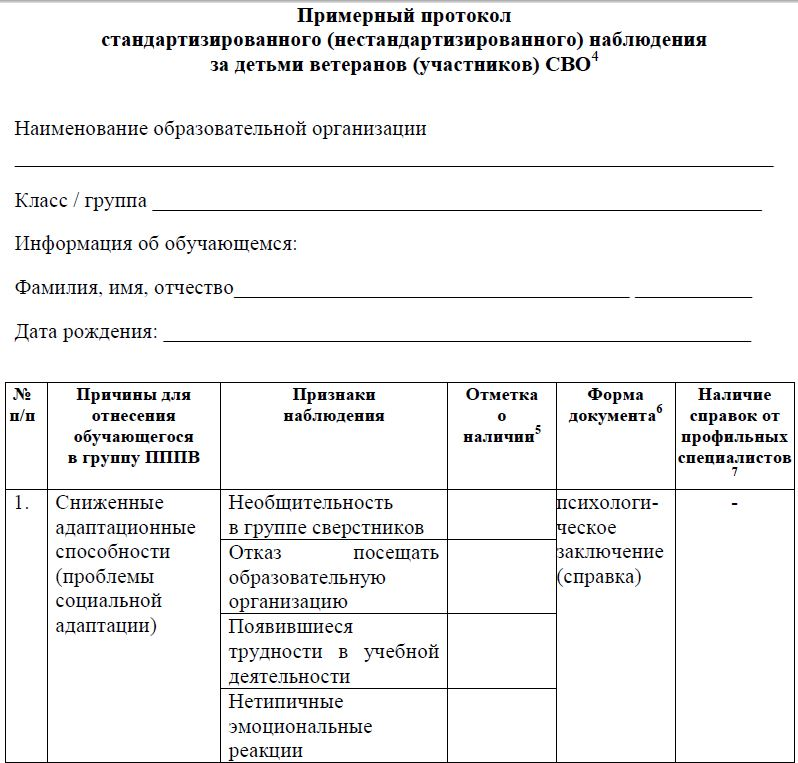 Примерный протокол
стандартизированного (нестандартизированного) наблюдения
за детьми ветеранов (участников) СВО4
Наименование образовательной организации
Класс / группа
Информация об обучающемся:
Фамилия, имя, отчество
Дата рождения:
№
п/п
Причины для
отнесения
обучающегося
в группу ПППВ
Признаки
наблюдения
Отметка
о
наличии5
Форма
документа6
Наличие
справок от
профильных
специалистов
7
1.
Сниженные
адаптационные
способности
(проблемы
социальной
адаптации)
Необщительность
в группе сверстников
Отказ посещать
образовательную
организацию
Появившиеся
трудности в учебной
деятельности
Нетипичные
эмоциональные
реакции
психологи-
ческое
заключение
(справка)
-